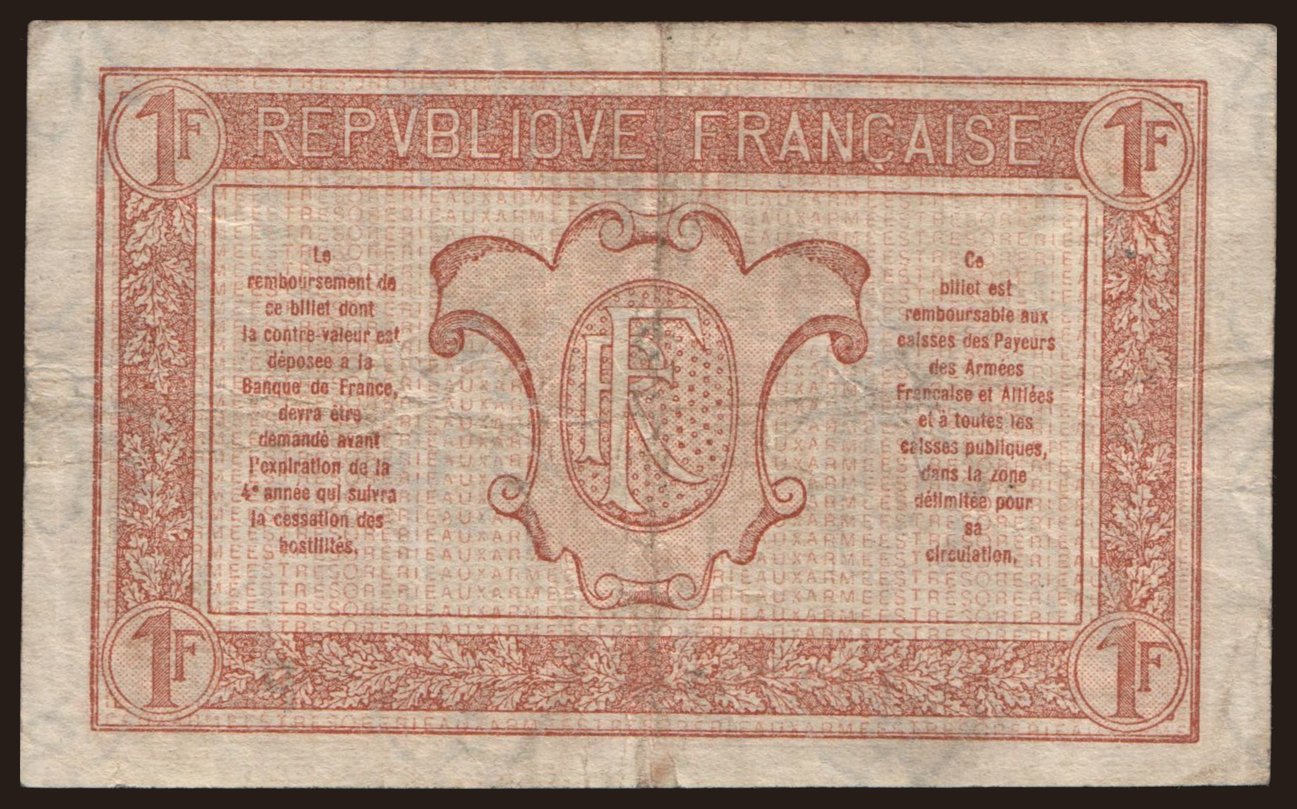 1F REPVBLIQVE FRANÇAISE 1F
Le
remboursement de
ce billet dont
la contre-valeur est
déposée a la
Banque de France,
devra être
demandé avant
l'expiration de la
4e année qui suivra
la cessation des
hostilités.
RF
Ce
billet est
remboursable aux
caisses des Payeurs
des Armées
Française et Alliées
et à toutes les
caisses publiques,
dans la zone
délimitée pour
sa
circulation.
1F 1F